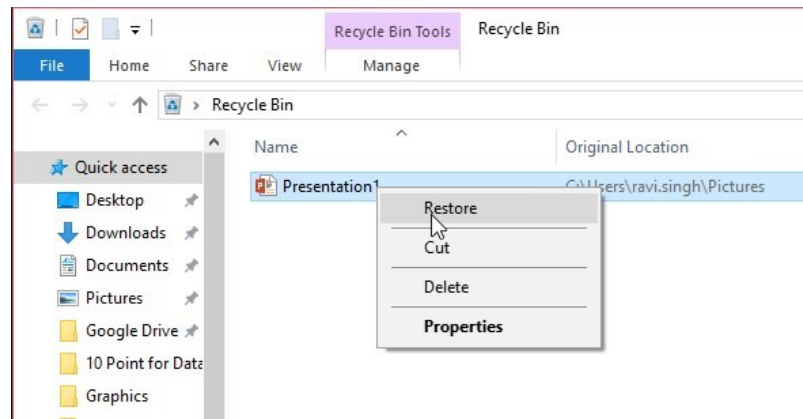 Recycle Bin Tools Recycle Bin
File Home Share View Manage
Recycle Bin
Name Original Location
Quick access
Presentation1 C:\Users\ravi.singh\Pictures
Desktop
Restore
Downloads
Cut
Documents
Delete
Pictures
Google Drive
Properties
10 Point for Data
Graphics